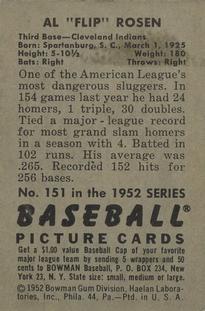 AL "FLIP" ROSEN
Third Base—Cleveland Indians
Born: Spartanburg, S. C., March 1, 1925
Height: 5-10½ Weight: 180
Bats: Right Throws: Right
One of the American League's
most dangerous sluggers. In
154 games last year he had 24
homers, 1 triple, 30 doubles.
Tied a major-league record
for most grand slam homers
in a season with 4. Batted in
102 runs. His average was
.265. Recorded 152 hits for
256 bases.
No. 151 in the 1952 SERIES
BASEBALL®
PICTURE CARDS
Get a $1.00 value Baseball Cap of your favorite
major league team by sending 5 wrappers and 50
cents to BOWMAN Baseball, P. O. BOX 234, New
York 23, N. Y. State size: small, medium or large.
©1952 Bowman Gum Division, Haelan Labora-
tories, Inc., Phila. 44, Pa.—Ptd. in U. S. A.